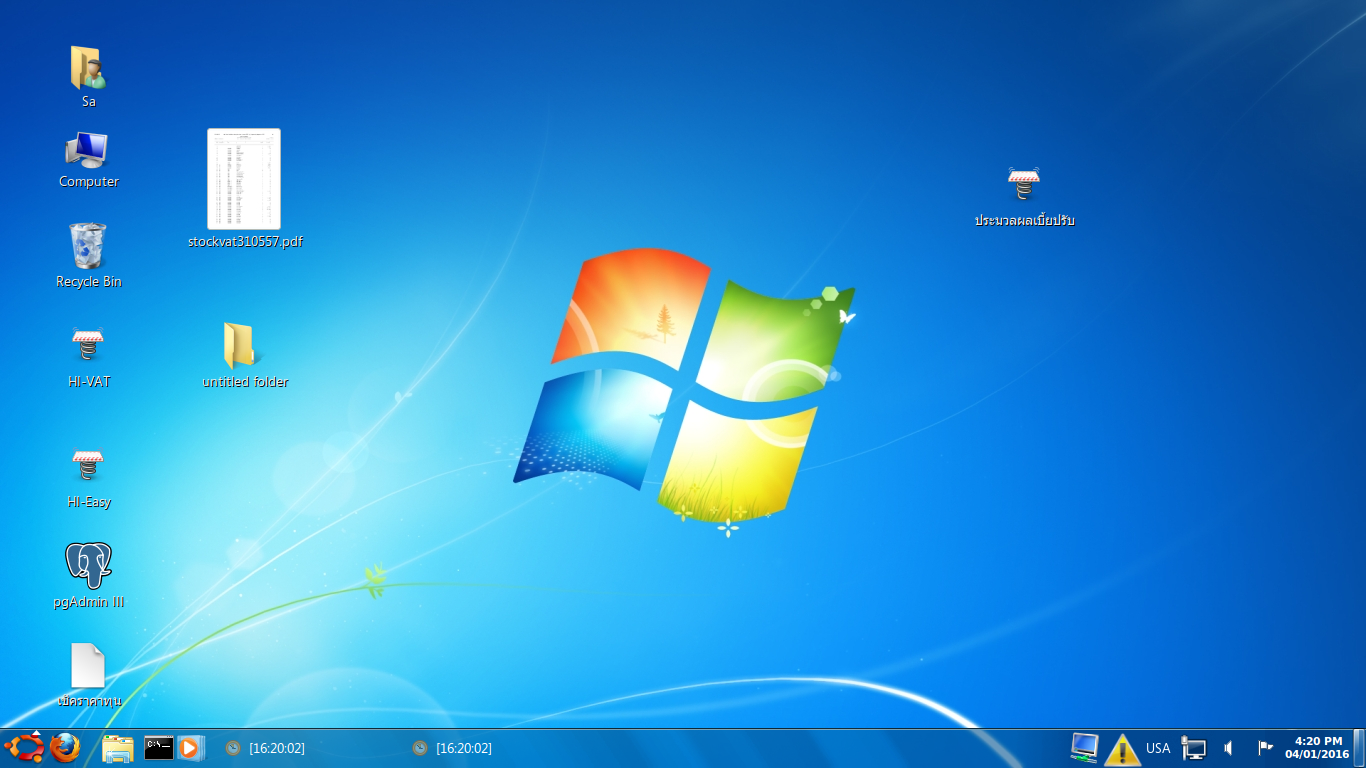 Sa
Computer
Recycle Bin
HI-VAT
HI-Easy
pgAdmin III
เช็คราคาทุน
stockvat310557.pdf
untitled folder
ประมวลผลเบี้ยปรับ
C:\
[16:20:02]
[16:20:02]
USA
4:20 PM
04/01/2016